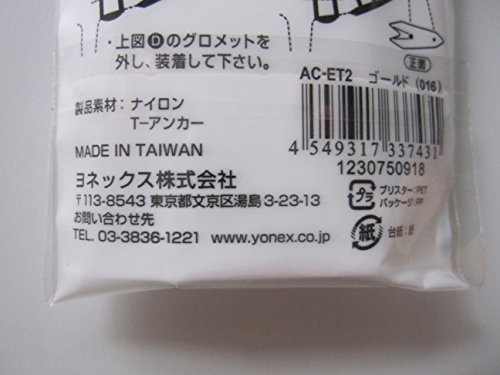 ・上図Ⓓのグロメットを
外し、装着して下さい。
正面
AC-ET2 ゴールド (016)
製品素材：ナイロン
T-アンカー
4 549317 337431
1230750918
MADE IN TAIWAN
ヨネックス株式会社
〒113-8543 東京都文京区湯島3-23-13
お問い合わせ先
TEL. 03-3836-1221 www.yonex.co.jp
プラ
ブリスター：PET
パッケージ：PP
紙
台紙：紙